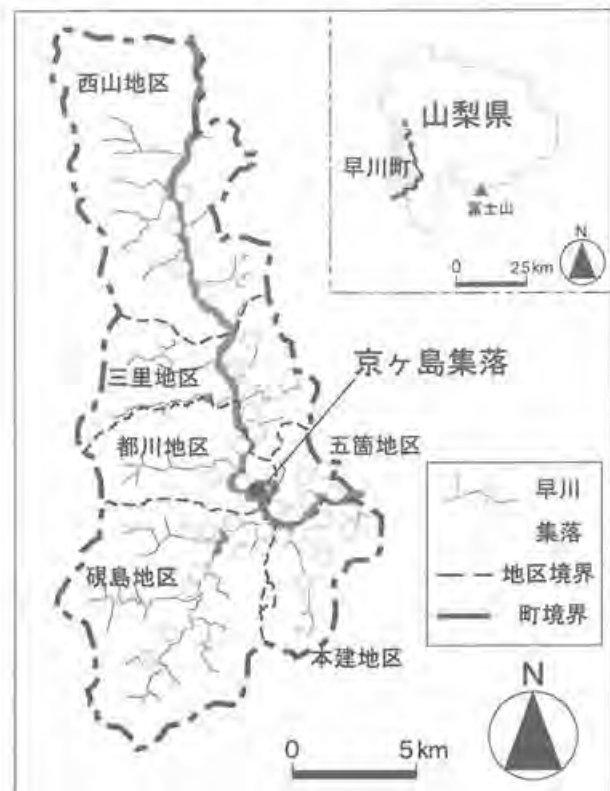 西山地区
山梨県
早川町
富士山
N
0 25km
三里地区
京ヶ島集落
都川地区
五箇地区
早川
集落
硯島地区
地区境界
町境界
本建地区
N
0 5km